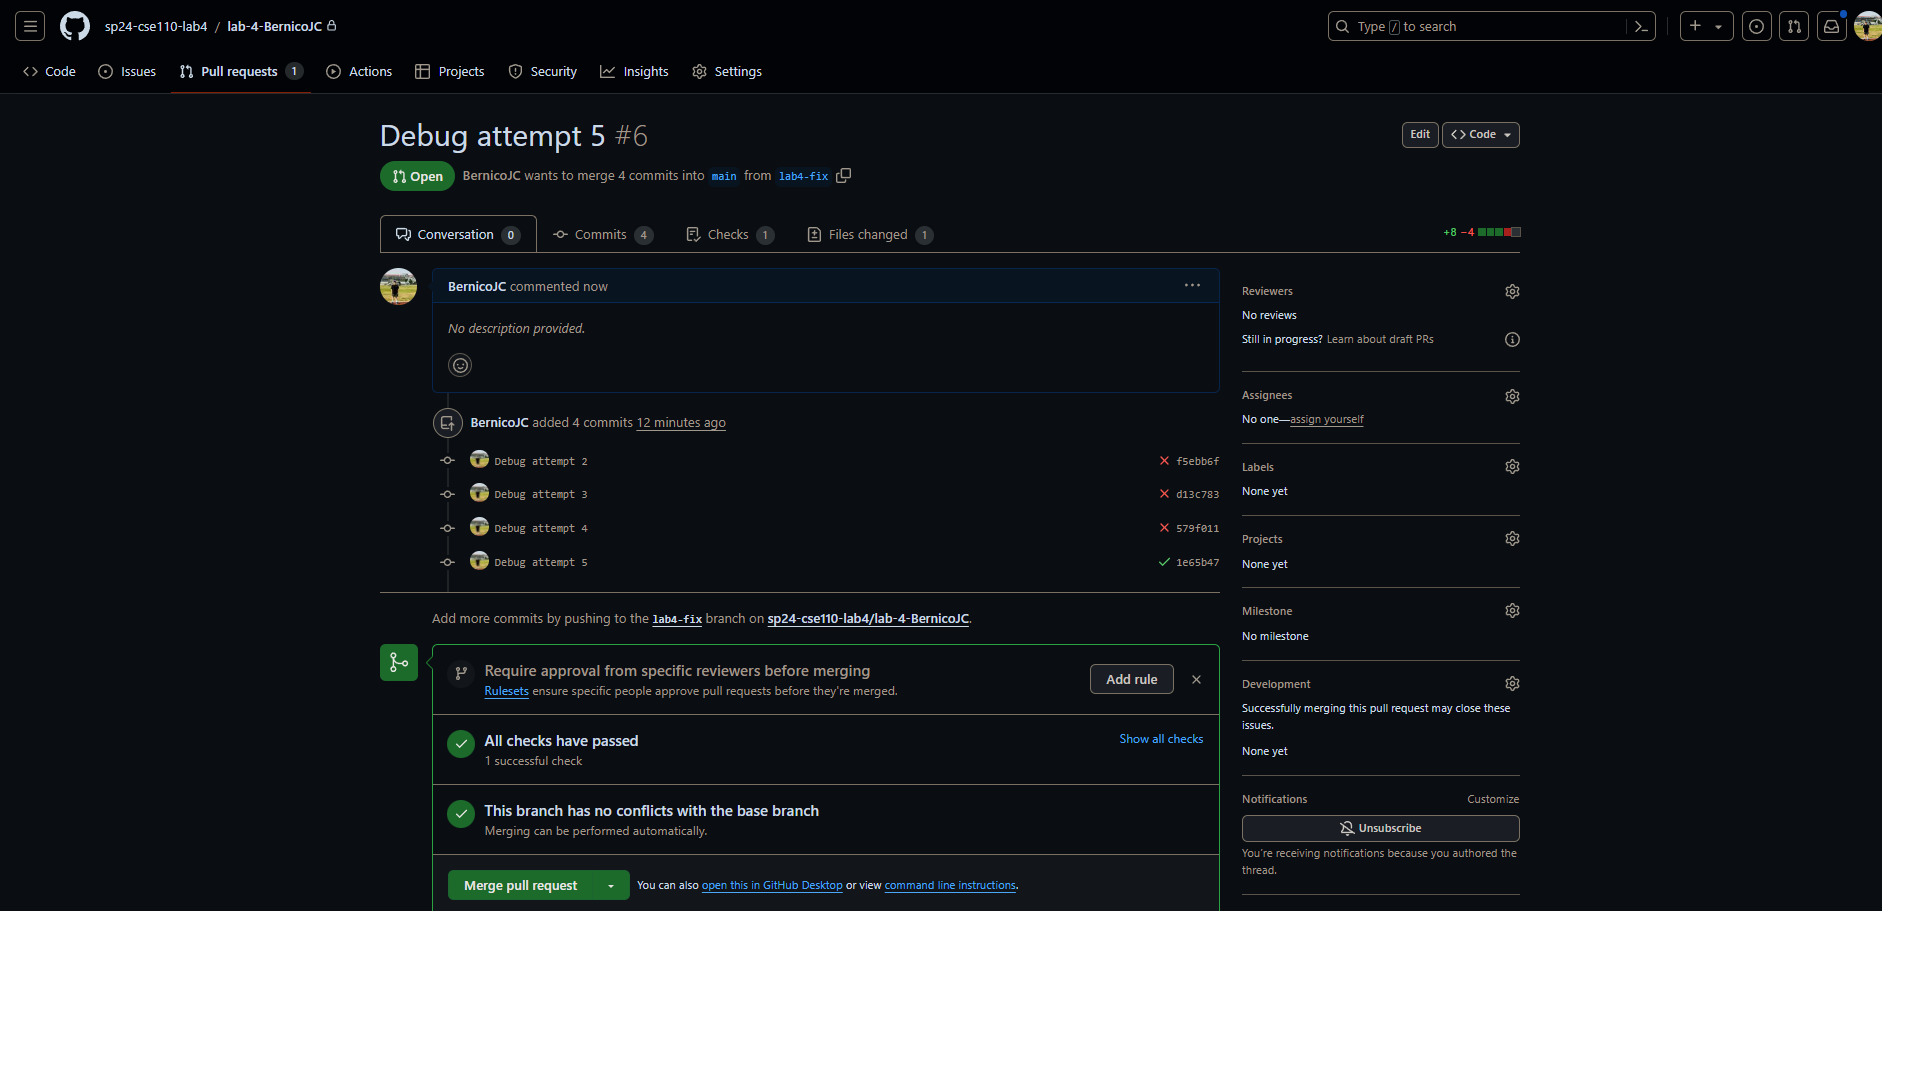 sp24-cse110-lab4 / lab-4-BernicoJC
Type / to search
Code
Issues
Pull requests 1
Actions
Projects
Security
Insights
Settings
Debug attempt 5 #6
Edit
Code
Open
BernicoJC wants to merge 4 commits into main from lab4-fix
Conversation 0
Commits 4
Checks 1
Files changed 1
+8 −4
BernicoJC commented now
No description provided.
BernicoJC added 4 commits 12 minutes ago
Debug attempt 2 f5ebb6f
Debug attempt 3 d13c783
Debug attempt 4 579f011
Debug attempt 5 1e65b47
Add more commits by pushing to the lab4-fix branch on sp24-cse110-lab4/lab-4-BernicoJC.
Require approval from specific reviewers before merging
Rulesets ensure specific people approve pull requests before they're merged.
Add rule
All checks have passed
1 successful check
Show all checks
This branch has no conflicts with the base branch
Merging can be performed automatically.
Merge pull request
You can also open this in GitHub Desktop or view command line instructions.
Reviewers
No reviews
Still in progress? Learn about draft PRs
Assignees
No one—assign yourself
Labels
None yet
Projects
None yet
Milestone
No milestone
Development
Successfully merging this pull request may close these
issues.
None yet
Notifications
Customize
Unsubscribe
You're receiving notifications because you authored the
thread.